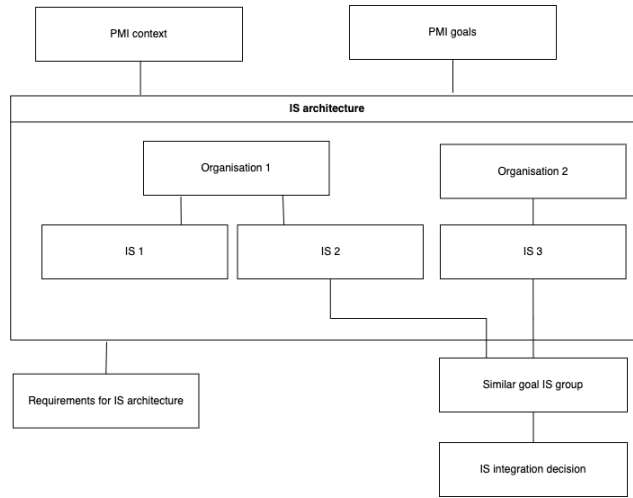 PMI context
PMI goals
IS architecture
Organisation 1
Organisation 2
IS 1
IS 2
IS 3
Similar goal IS group
Requirements for IS architecture
IS integration decision